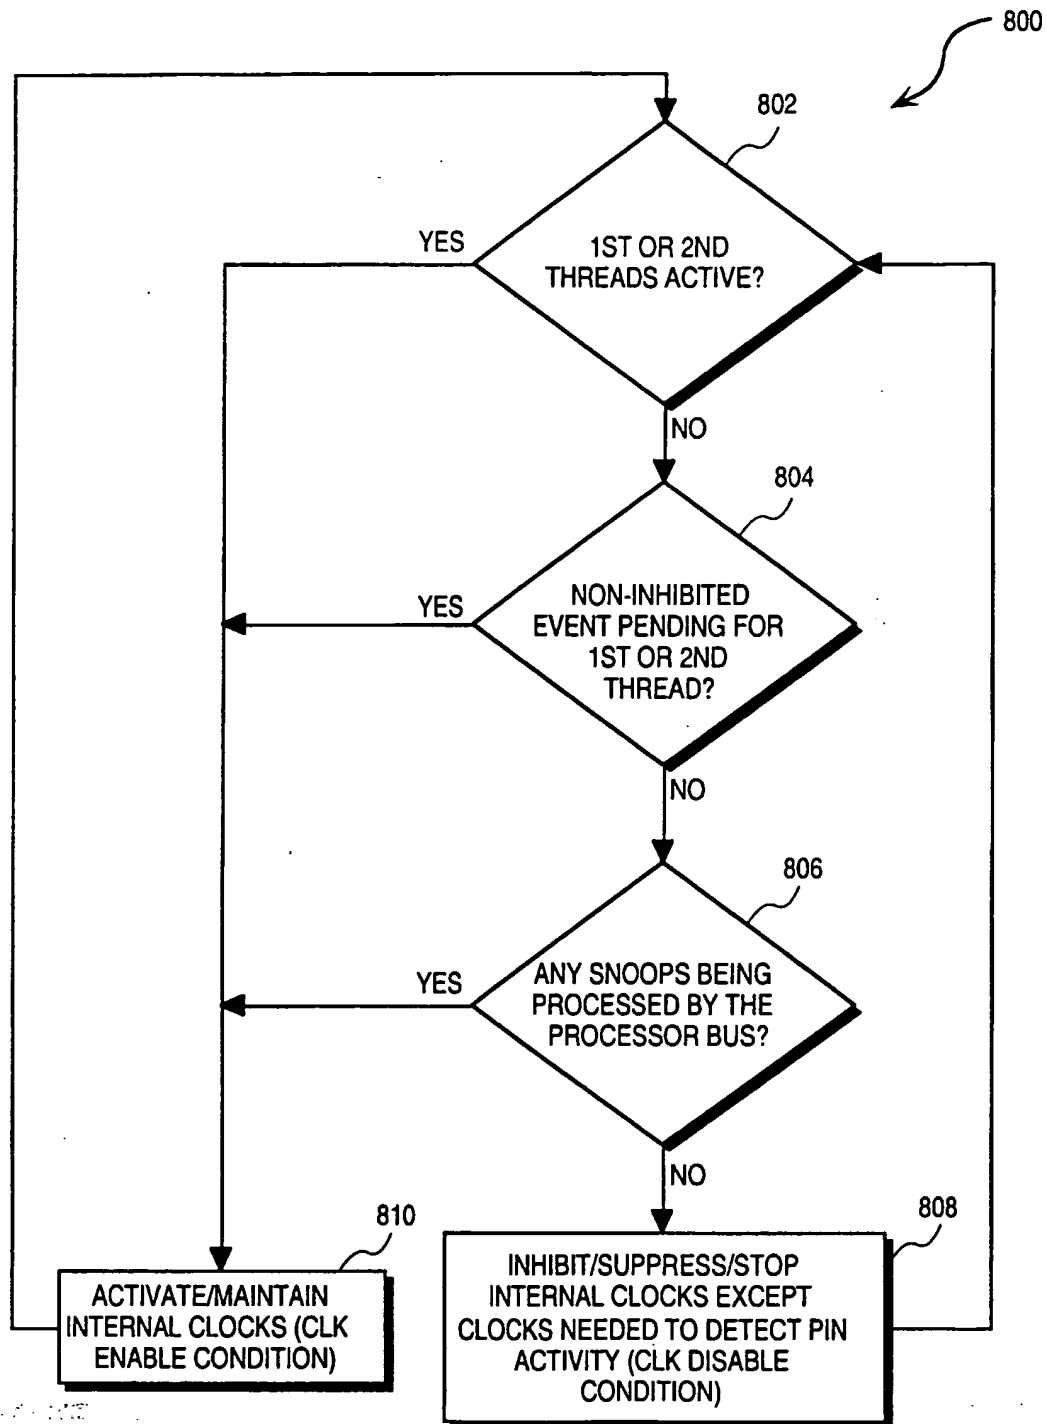 800
802
1ST OR 2ND
THREADS ACTIVE?
YES
NO
804
NON-INHIBITED
EVENT PENDING FOR
1ST OR 2ND
THREAD?
YES
NO
806
ANY SNOOPS BEING
PROCESSED BY THE
PROCESSOR BUS?
YES
NO
810
ACTIVATE/MAINTAIN
INTERNAL CLOCKS (CLK
ENABLE CONDITION)
808
INHIBIT/SUPPRESS/STOP
INTERNAL CLOCKS EXCEPT
CLOCKS NEEDED TO DETECT PIN
ACTIVITY (CLK DISABLE
CONDITION)